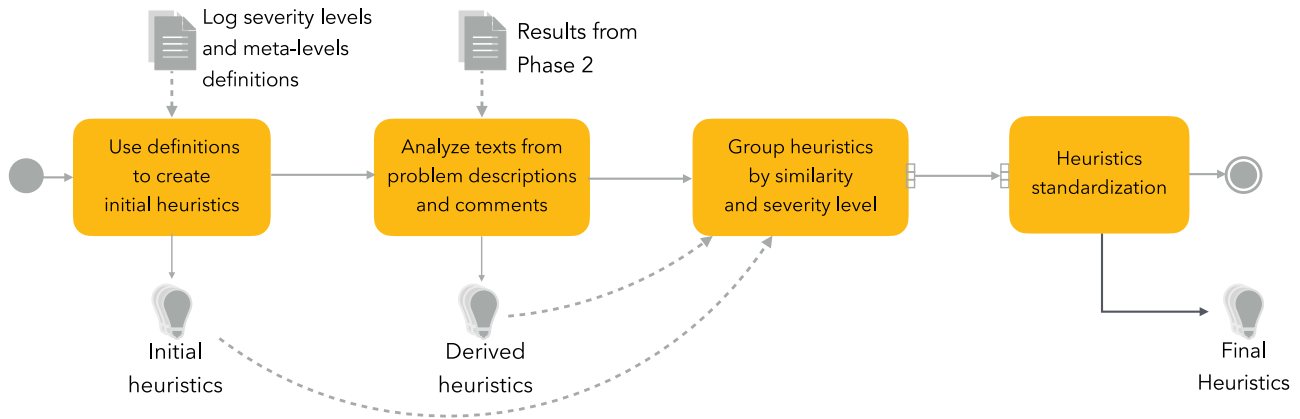 Log severity levels
and meta-levels
definitions
Results from
Phase 2
Use definitions
to create
initial heuristics
Analyze texts from
problem descriptions
and comments
Group heuristics
by similarity
and severity level
Heuristics
standardization
Initial
heuristics
Derived
heuristics
Final
Heuristics